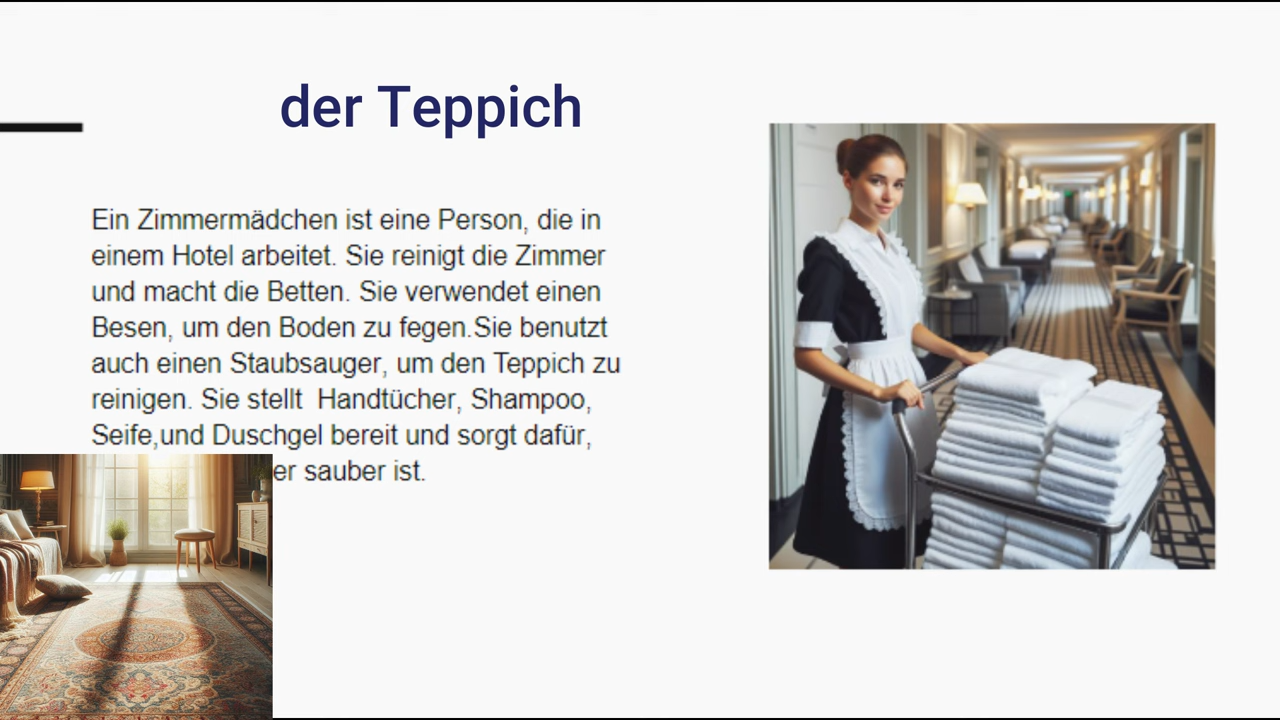 der Teppich
Ein Zimmermädchen ist eine Person, die in
einem Hotel arbeitet. Sie reinigt die Zimmer
und macht die Betten. Sie verwendet einen
Besen, um den Boden zu fegen.Sie benutzt
auch einen Staubsauger, um den Teppich zu
reinigen. Sie stellt  Handtücher, Shampoo,
Seife,und Duschgel bereit und sorgt dafür,
er sauber ist.